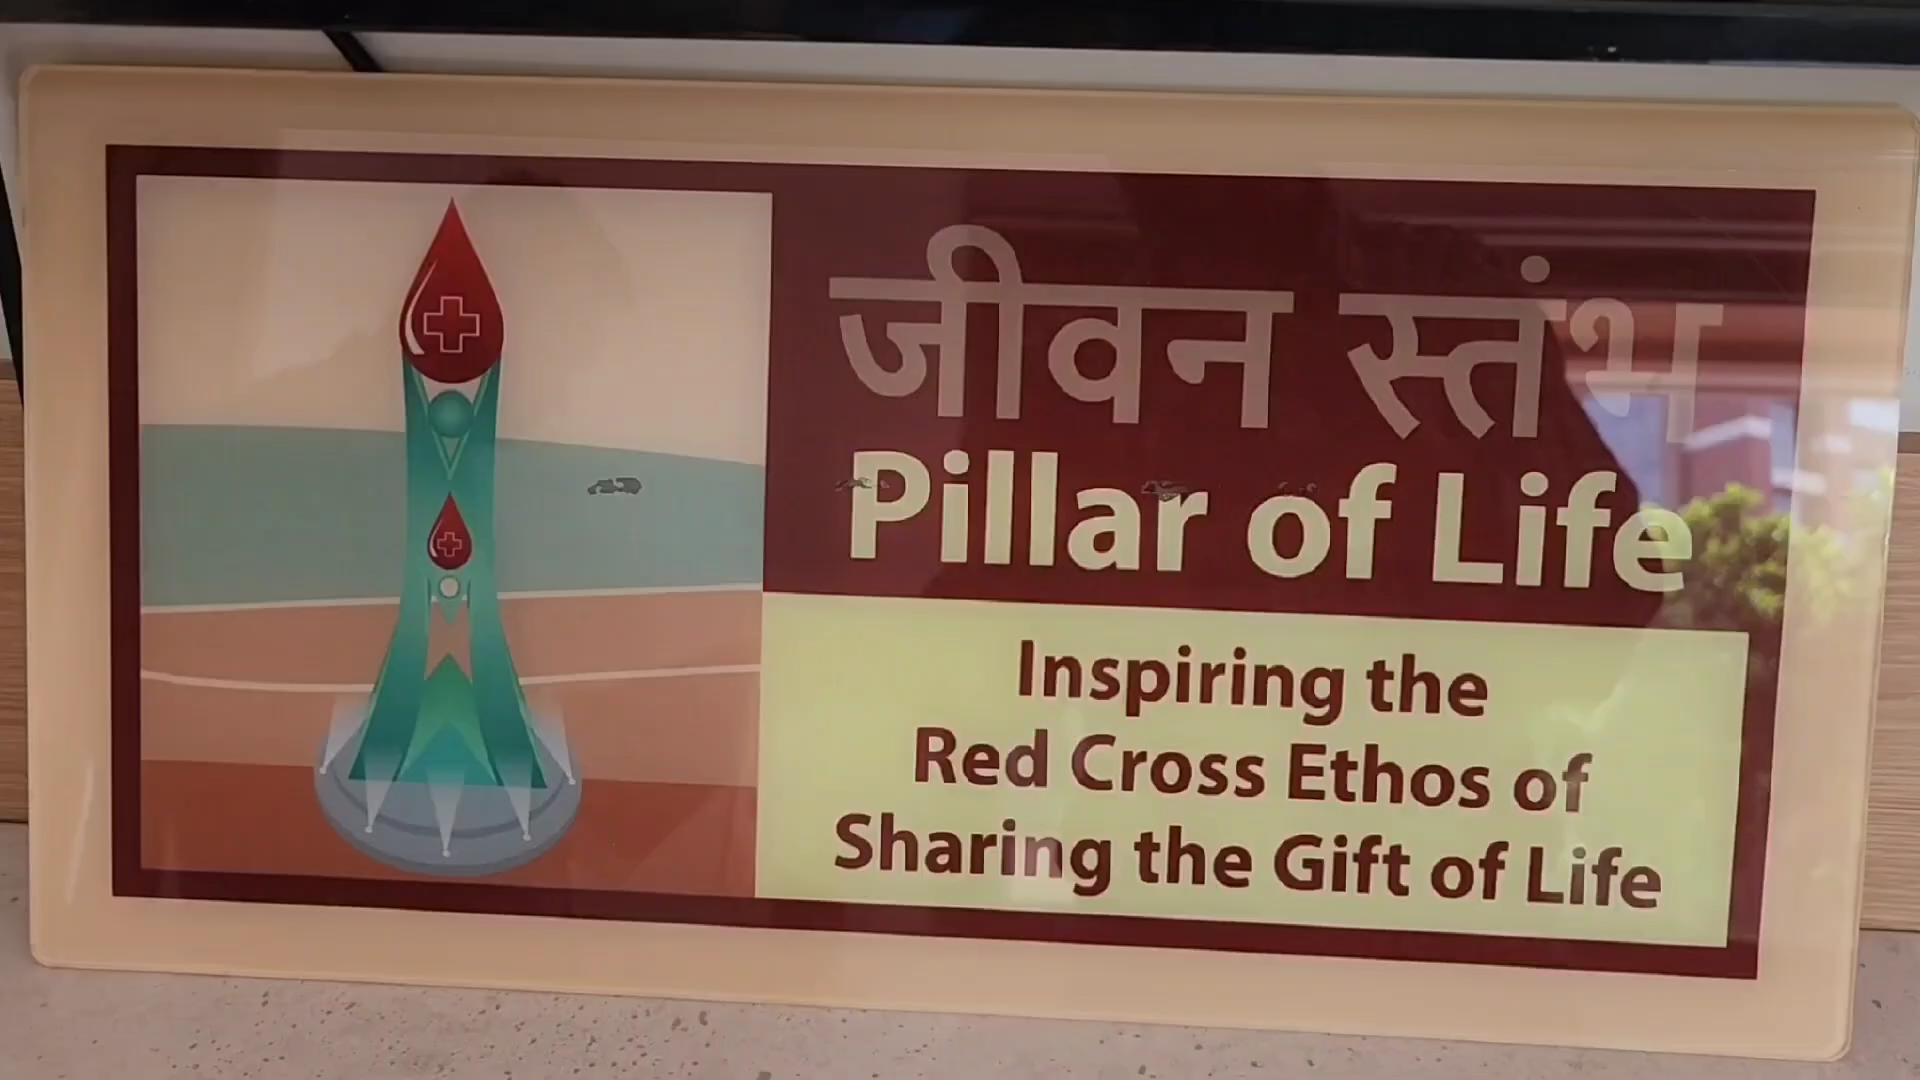 जीवन स्तंभ
Pillar of Life
Inspiring the
Red Cross Ethos of
Sharing the Gift of Life